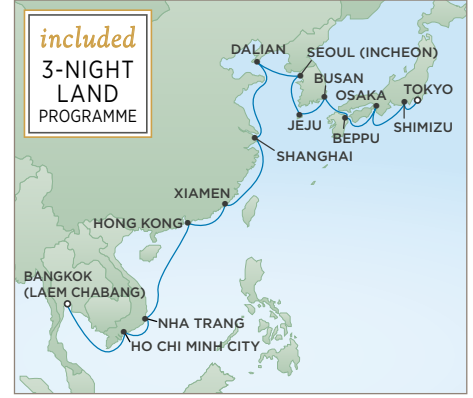 included
3-NIGHT
LAND
PROGRAMME
DALIAN
SEOUL (INCHEON)
BUSAN
OSAKA
TOKYO
JEJU
BEPPU
SHIMIZU
SHANGHAI
XIAMEN
HONG KONG
BANGKOK
(LAEM CHABANG)
NHA TRANG
HO CHI MINH CITY